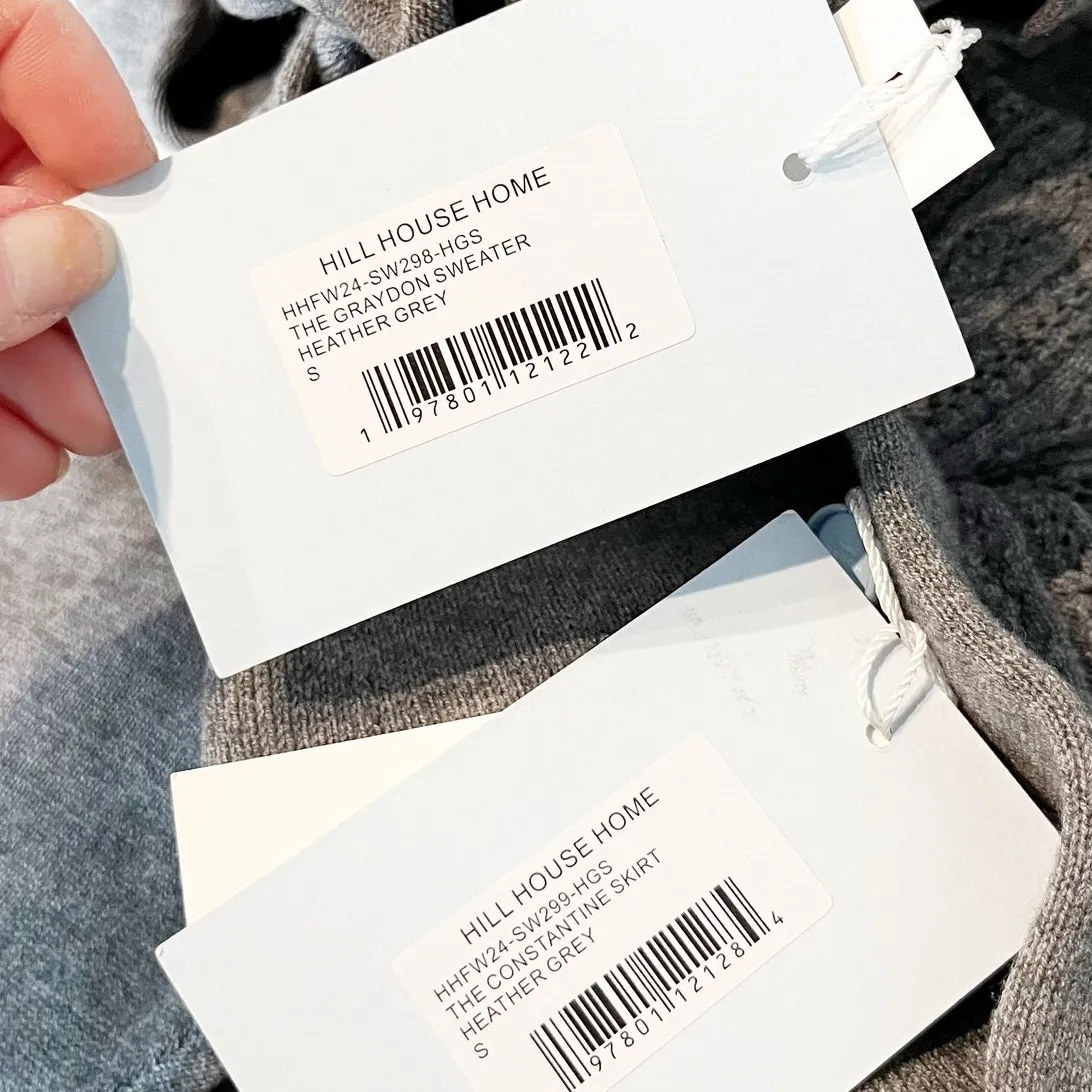 HILL HOUSE HOME
HHFW24-SW298-HGS
THE GRAYDON SWEATER
HEATHER GREY
S
1 97801 12122 2
HILL HOUSE HOME
HHFW24-SW299-HGS
THE CONSTANTINE SKIRT
HEATHER GREY
S
97801 12128 4